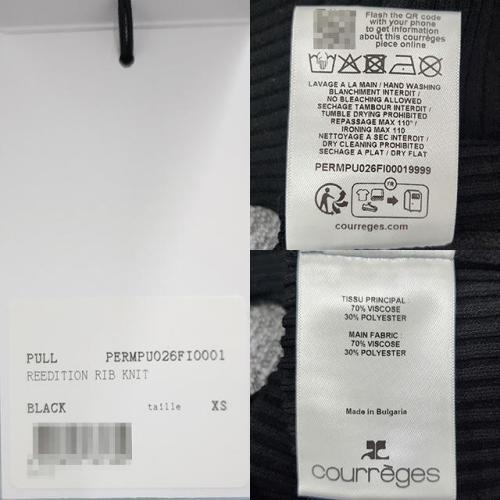 PULL PERMPU026FI0001
REEDITION RIB KNIT
BLACK taille XS
Flash the QR code
with your phone
to get information
about this courrèges
piece online
LAVAGE A LA MAIN / HAND WASHING
BLANCHIMENT INTERDIT /
NO BLEACHING ALLOWED
SECHAGE TAMBOUR INTERDIT /
TUMBLE DRYING PROHIBITED
REPASSAGE MAX 110° /
IRONING MAX 110
NETTOYAGE A SEC INTERDIT /
DRY CLEANING PROHIBITED
SECHAGE A PLAT / DRY FLAT
PERMPU026FI00019999
FR
courreges.com
TISSU PRINCIPAL
70% VISCOSE
30% POLYESTER
MAIN FABRIC
70% VISCOSE
30% POLYESTER
Made in Bulgaria
courrèges